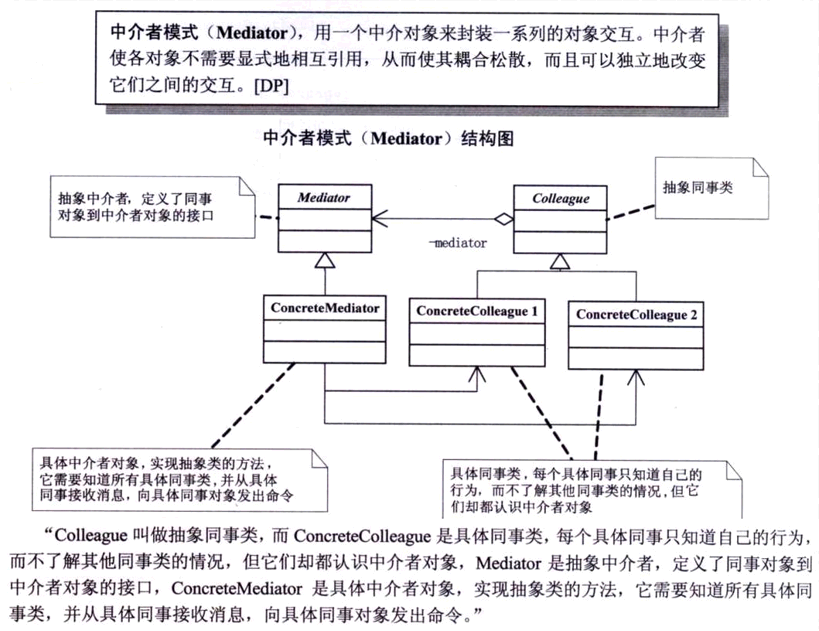 中介者模式（Mediator），用一个中介对象来封装一系列的对象交互。中介者
使各对象不需要显式地相互引用，从而使其耦合松散，而且可以独立地改变
它们之间的交互。[DP]
中介者模式（Mediator）结构图
抽象中介者，定义了同事
对象到中介者对象的接口
Mediator
Colleague
抽象同事类
-mediator
ConcreteMediator
ConcreteColleague 1
ConcreteColleague 2
具体中介者对象，实现抽象类的方法，
它需要知道所有具体同事类，并从具体
同事接收消息，向具体同事对象发出命令
具体同事类，每个具体同事只知道自己的
行为，而不了解其他同事类的情况，但它
们却都认识中介者对象
“Colleague 叫做抽象同事类，而 ConcreteColleague 是具体同事类，每个具体同事只知道自己的行为，
而不了解其他同事类的情况，但它们却都认识中介者对象，Mediator 是抽象中介者，定义了同事对象到
中介者对象的接口，ConcreteMediator 是具体中介者对象，实现抽象类的方法，它需要知道所有具体同
事类，并从具体同事接收消息，向具体同事对象发出命令。”